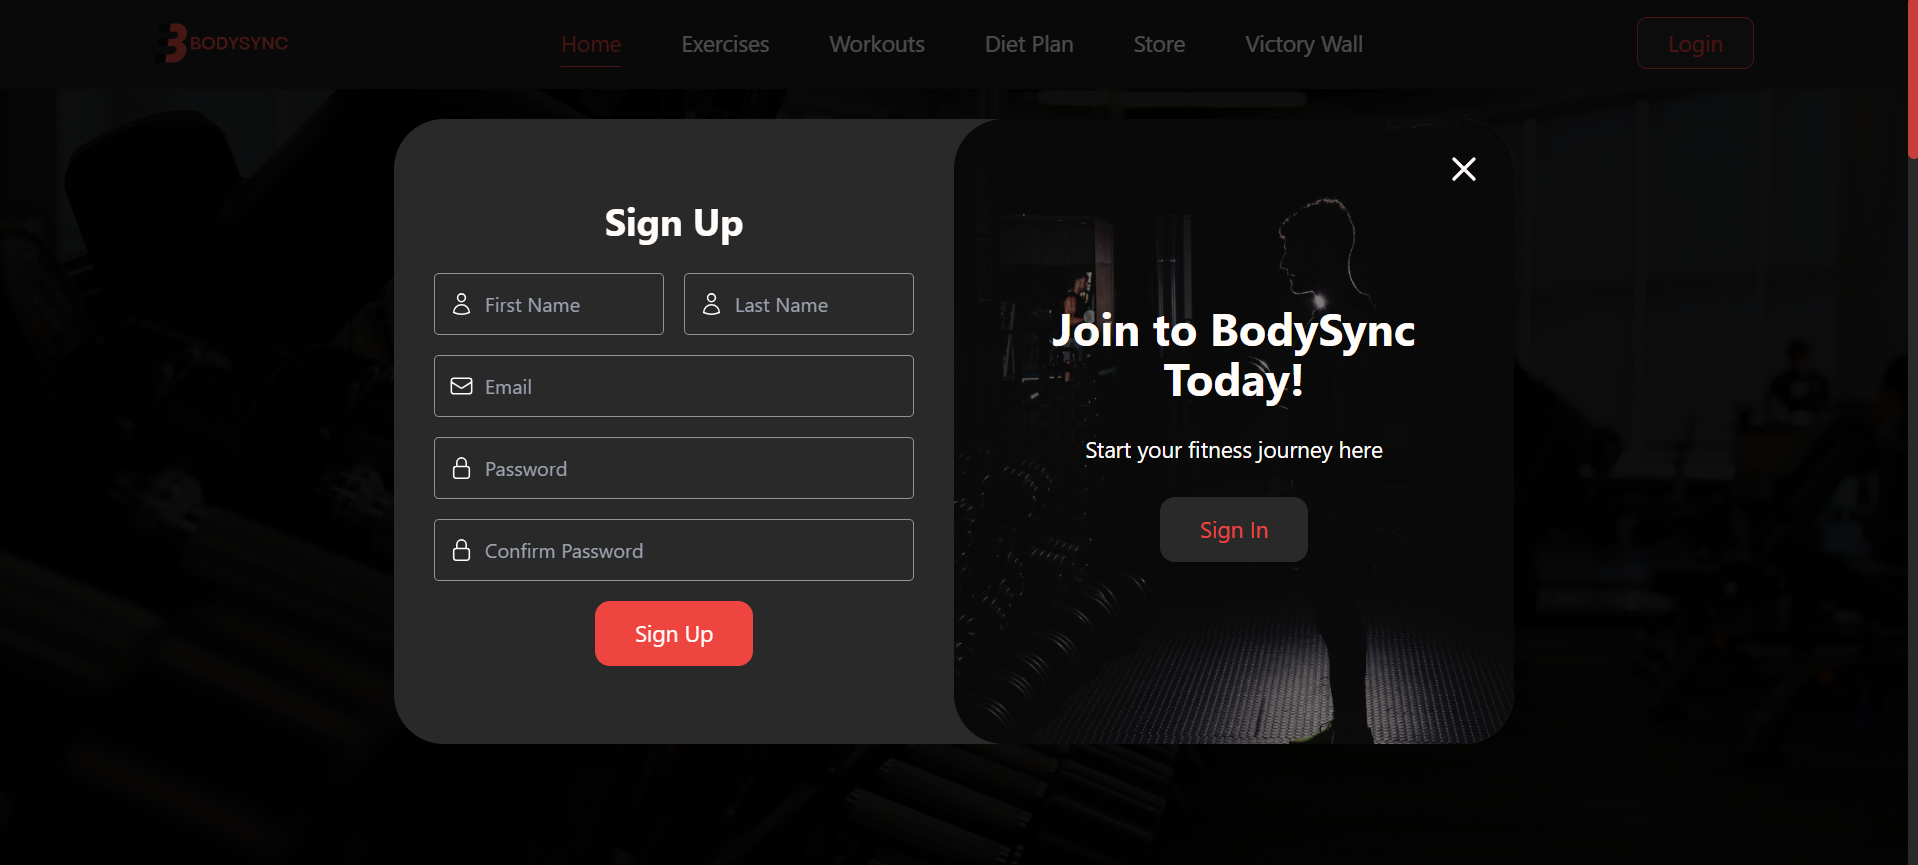 BODYSYNC
Home
Exercises
Workouts
Diet Plan
Store
Victory Wall
Login
Sign Up
First Name
Last Name
Email
Password
Confirm Password
Sign Up
Join to BodySync
Today!
Start your fitness journey here
Sign In